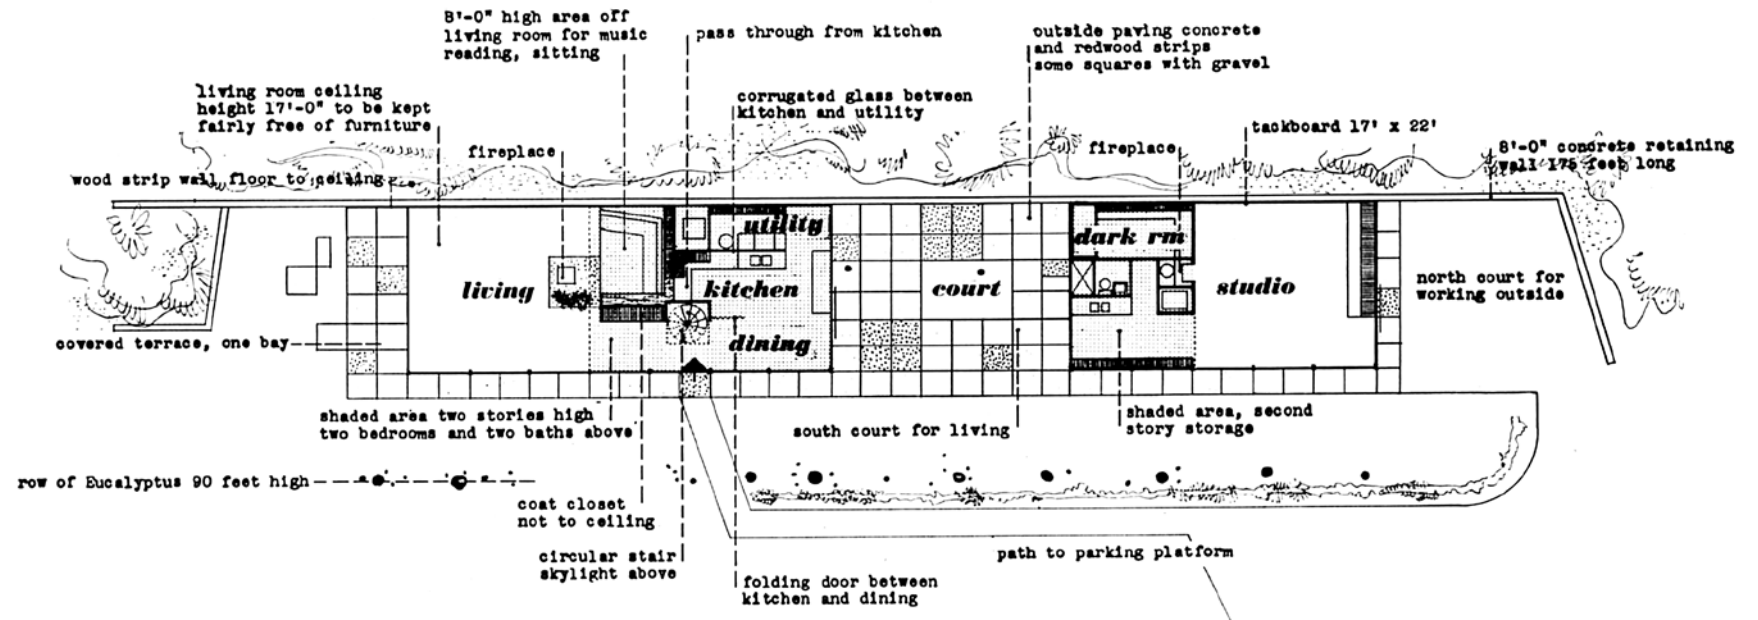 8'-0" high area off
living room for music
reading, sitting
pass through from kitchen
outside paving concrete
and redwood strips
some squares with gravel
living room ceiling
height 17'-0" to be kept
fairly free of furniture
corrugated glass between
kitchen and utility
tackboard 17' x 22'
fireplace
fireplace
8'-0" concrete retaining
wall 175 feet long
wood strip wall floor to ceiling
utility
dark rm
living
kitchen
court
studio
north court for
working outside
dining
covered terrace, one bay
shaded area two stories high
two bedrooms and two baths above
south court for living
shaded area, second
story storage
row of Eucalyptus 90 feet high
coat closet
not to ceiling
circular stair
skylight above
path to parking platform
folding door between
kitchen and dining